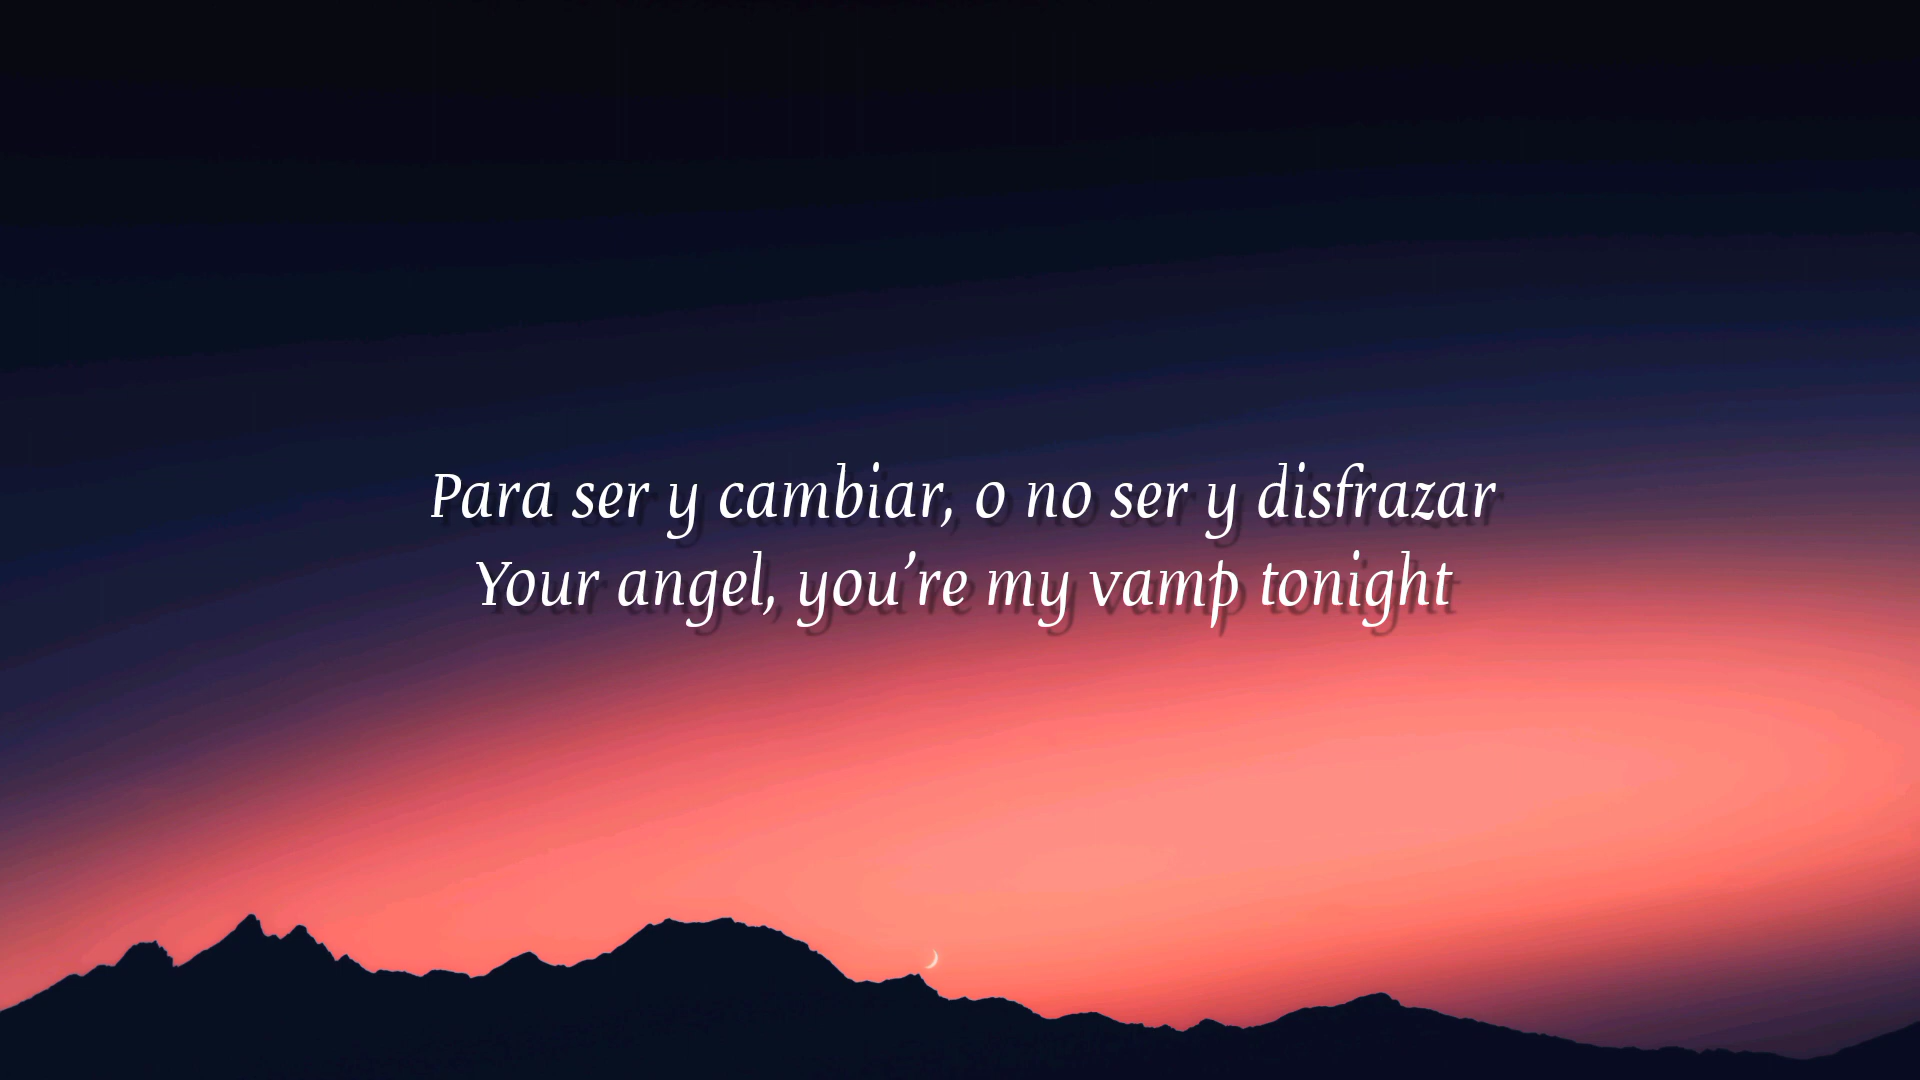 Para ser y cambiar, o no ser y disfrazar
Your angel, you’re my vamp tonight